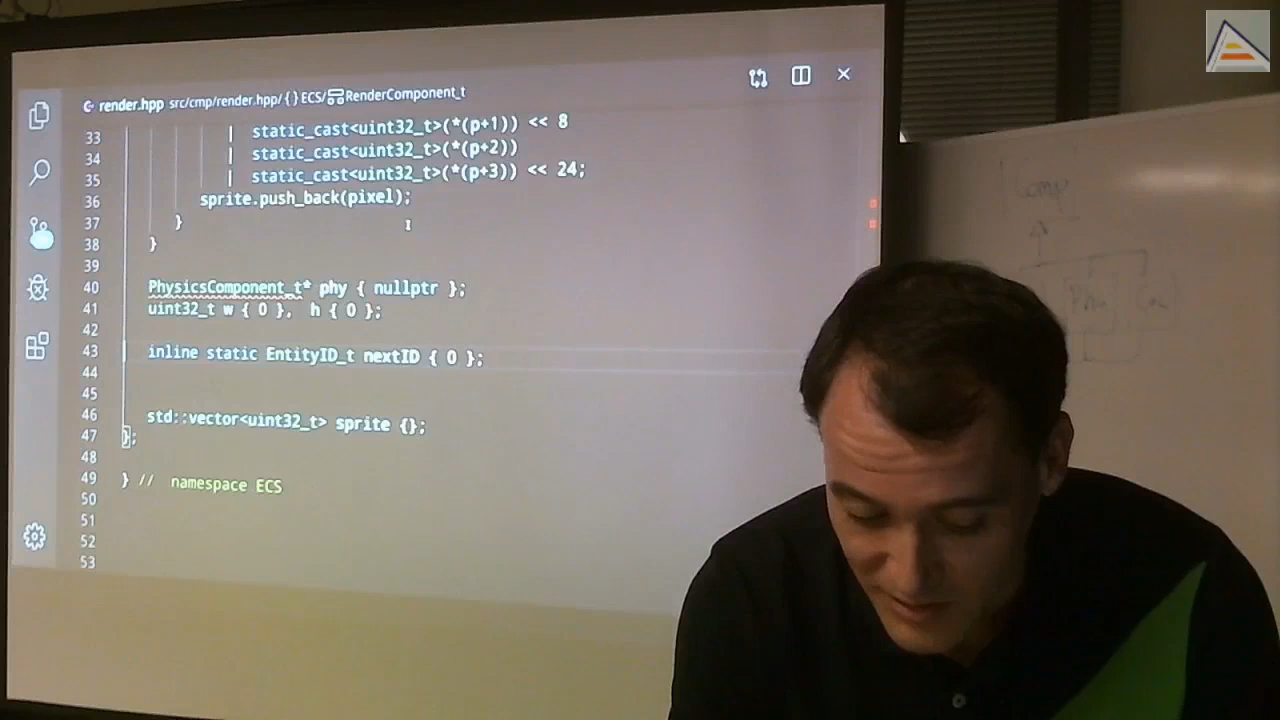 render.hpp src/cmp/render.hpp/{ } ECS/RenderComponent_t
33 | static_cast<uint32_t>(*(p+1)) << 8
34 | static_cast<uint32_t>(*(p+2))
35 | static_cast<uint32_t>(*(p+3)) << 24;
36 sprite.push_back(pixel);
37 }
38 }
39
40 PhysicsComponent_t* phy { nullptr };
41 uint32_t w { 0 }, h { 0 };
42
43 inline static EntityID_t nextID { 0 };
44
45
46 std::vector<uint32_t> sprite {};
47 };
48
49 } // namespace ECS
50
51
52
53
Comp
Phy